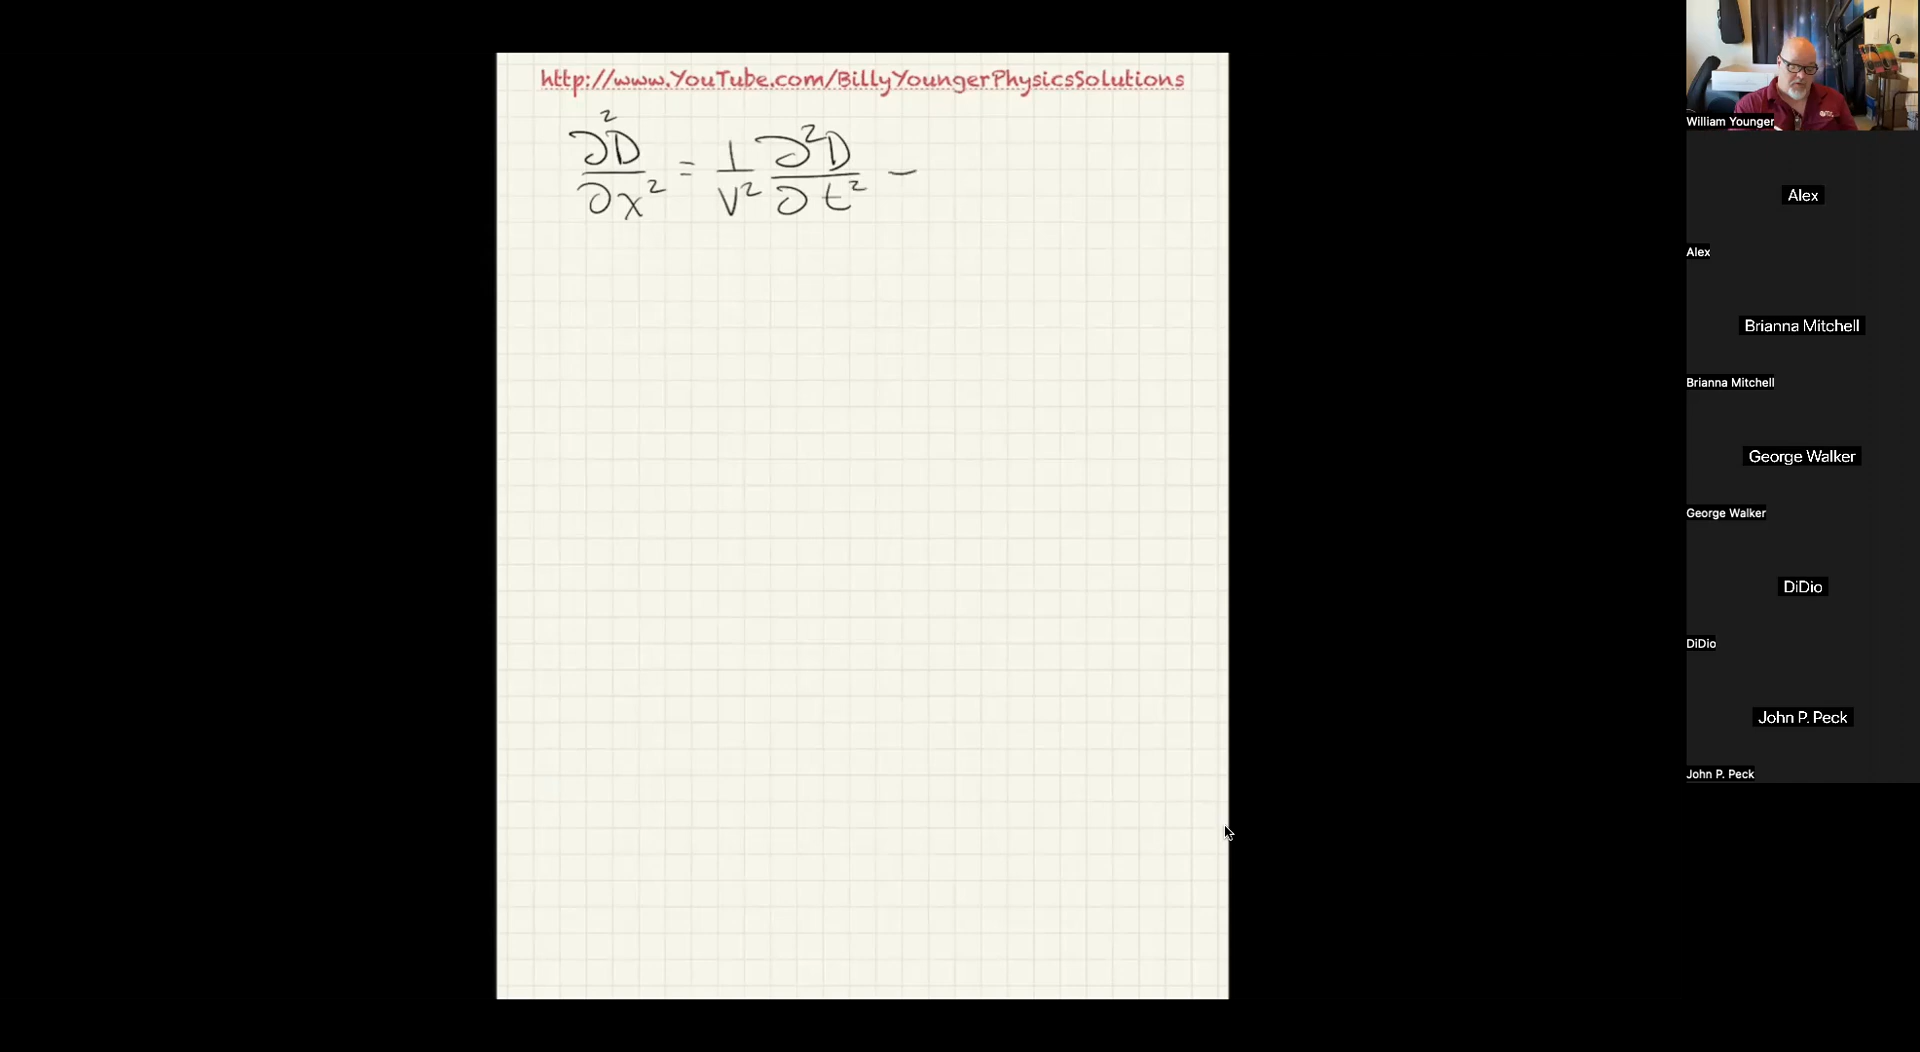 http://www.YouTube.com/BillyYoungerPhysicsSolutions
∂²D/∂x² = 1/V² ∂²D/∂t² –
William Younger
Alex
Alex
Brianna Mitchell
Brianna Mitchell
George Walker
George Walker
DiDio
DiDio
John P. Peck
John P. Peck